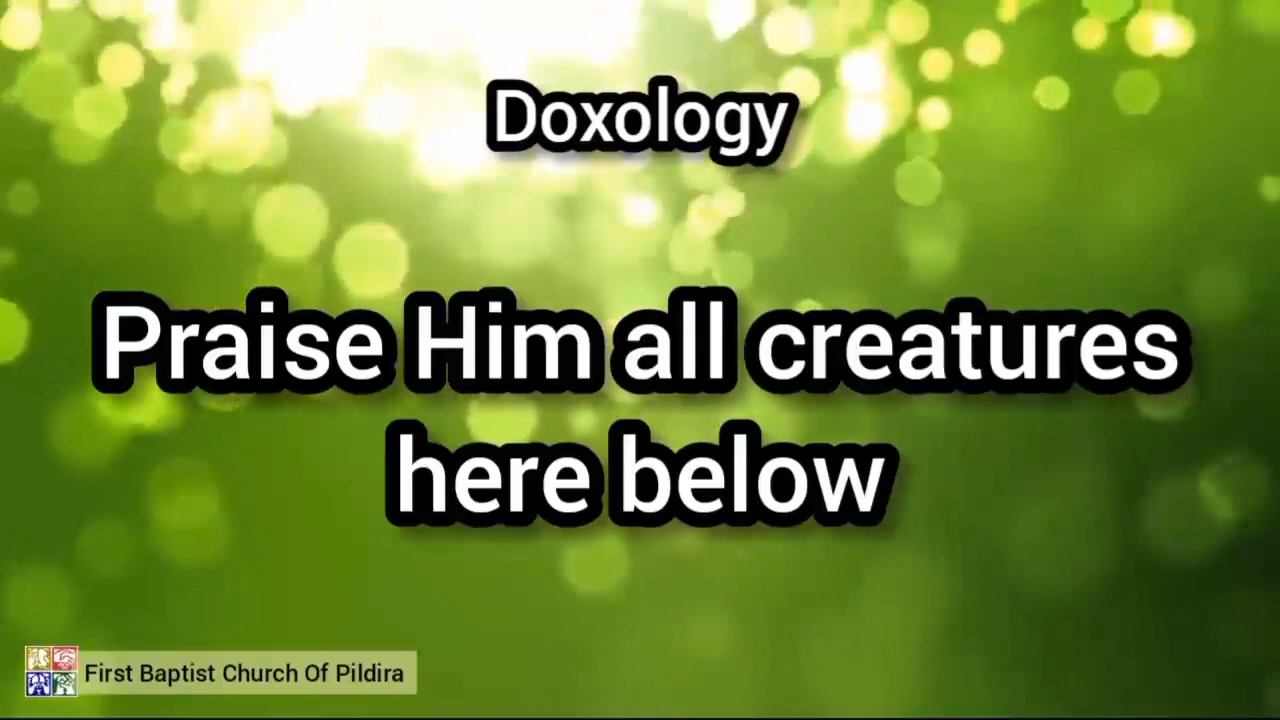 Doxology
Praise Him all creatures
here below
First Baptist Church Of Pildira